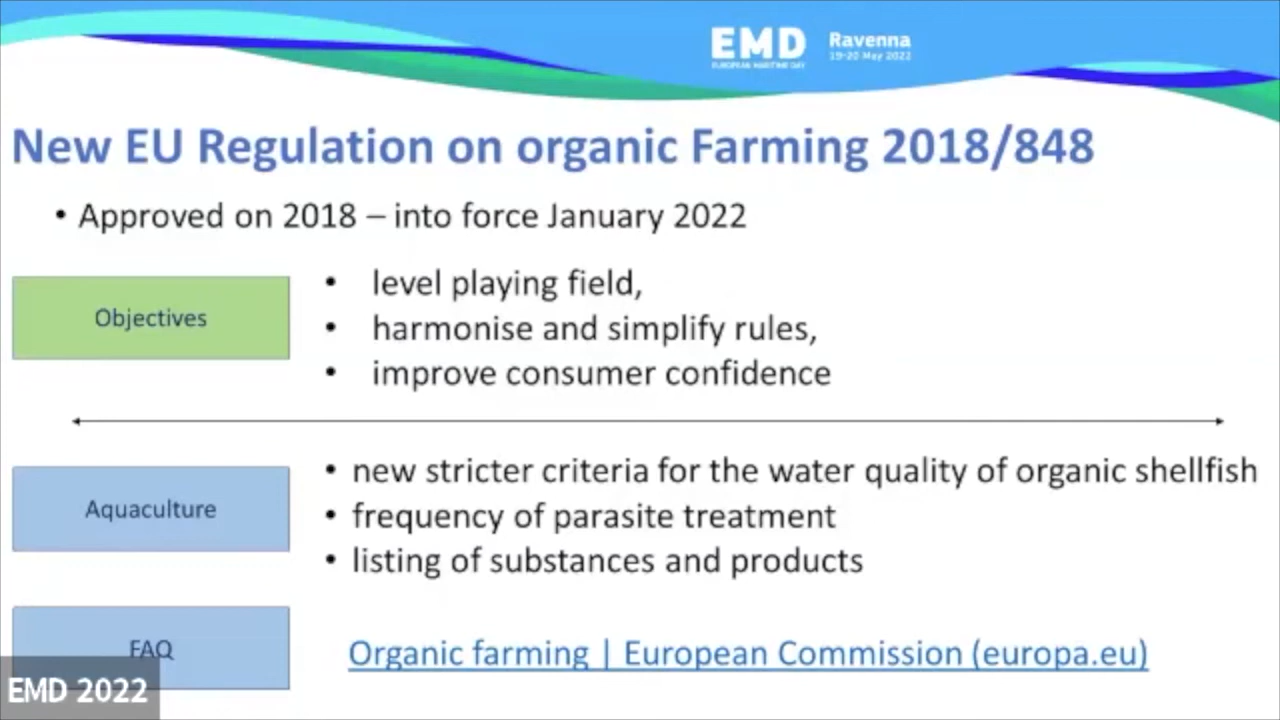 EMD
EUROPEAN MARITIME DAY
Ravenna
19-20 May 2022
New EU Regulation on organic Farming 2018/848
• Approved on 2018 – into force January 2022
Objectives
• level playing field,
• harmonise and simplify rules,
• improve consumer confidence
Aquaculture
• new stricter criteria for the water quality of organic shellfish
• frequency of parasite treatment
• listing of substances and products
FAQ
Organic farming | European Commission (europa.eu)
EMD 2022